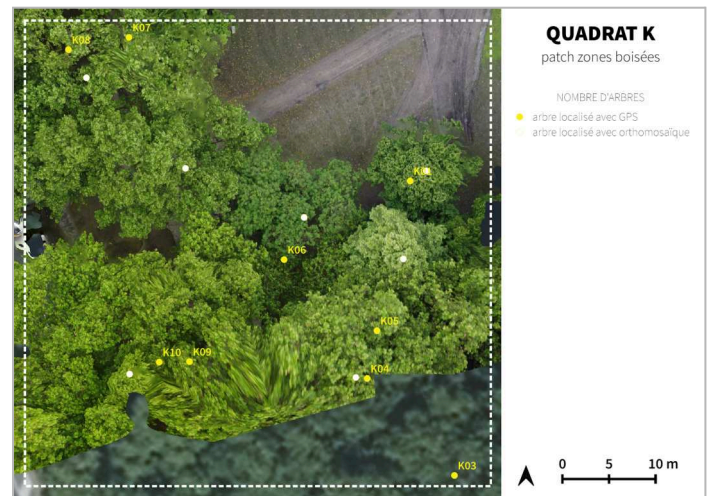 QUADRAT K
patch zones boisées
NOMBRE D'ARBRES
arbre localisé avec GPS
arbre localisé avec orthomosaïque
K07
K08
K06
K05
K10 K09
K04
K03
0 5 10 m